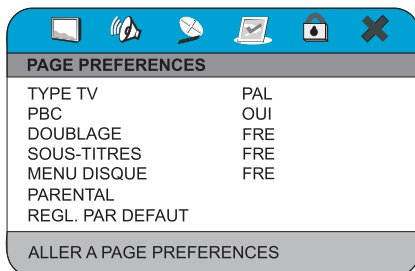 PAGE PREFERENCES
TYPE TV PAL
PBC OUI
DOUBLAGE FRE
SOUS-TITRES FRE
MENU DISQUE FRE
PARENTAL
REGL. PAR DEFAUT
ALLER A PAGE PREFERENCES